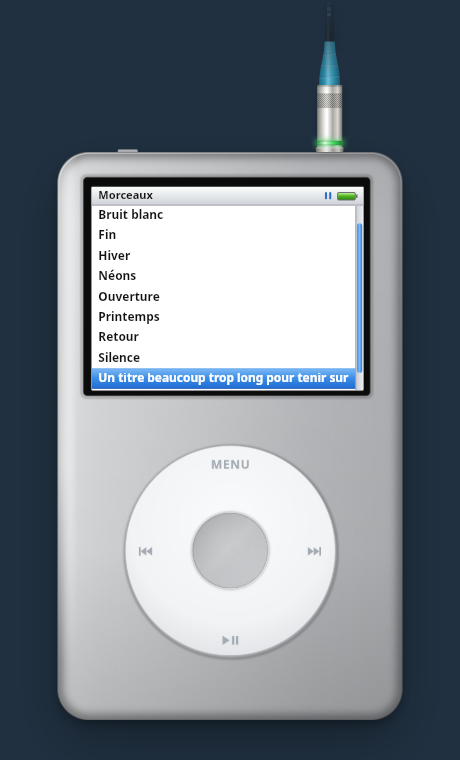 Morceaux
Bruit blanc
Fin
Hiver
Néons
Ouverture
Printemps
Retour
Silence
Un titre beaucoup trop long pour tenir sur
MENU